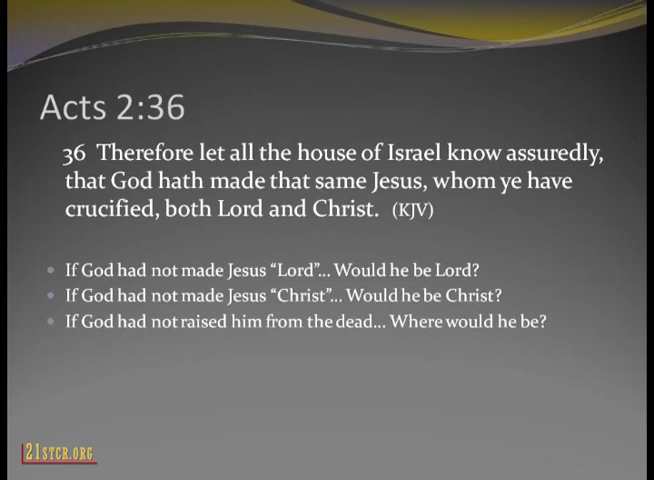 Acts 2:36
36 Therefore let all the house of Israel know assuredly,
that God hath made that same Jesus, whom ye have
crucified, both Lord and Christ. (KJV)
• If God had not made Jesus “Lord”... Would he be Lord?
• If God had not made Jesus “Christ”... Would he be Christ?
• If God had not raised him from the dead... Where would he be?
21STCR.ORG